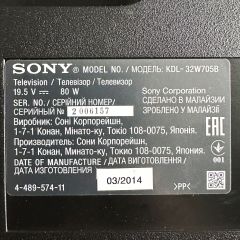 SONY MODEL NO. / МОДЕЛЬ: KDL- 32W705B
Television / Телевізор / Телевизор
19.5 V 80 W
Sony Corporation
SER. NO. / СЕРІЙНИЙ НОМЕР/
СДЕЛАНО В МАЛАЙЗИИ
СЕРИЙНЫЙ № 2006157
ЗРОБЛЕНО В МАЛАЙЗІЇ
Виробник: Соні Корпорейшн,
1-7-1 Конан, Мінато-ку, Токіо 108-0075, Японія.
Производитель: Сони Корпорейшн,
1-7-1 Конан, Минато-ку, Токио 108-0075, Япония.
DATE OF MANUFACTURE /
ДАТА ВИГОТОВЛЕННЯ /
ДАТА ИЗГОТОВЛЕНИЯ
001
03/2014
4-489-574-11
>PP<